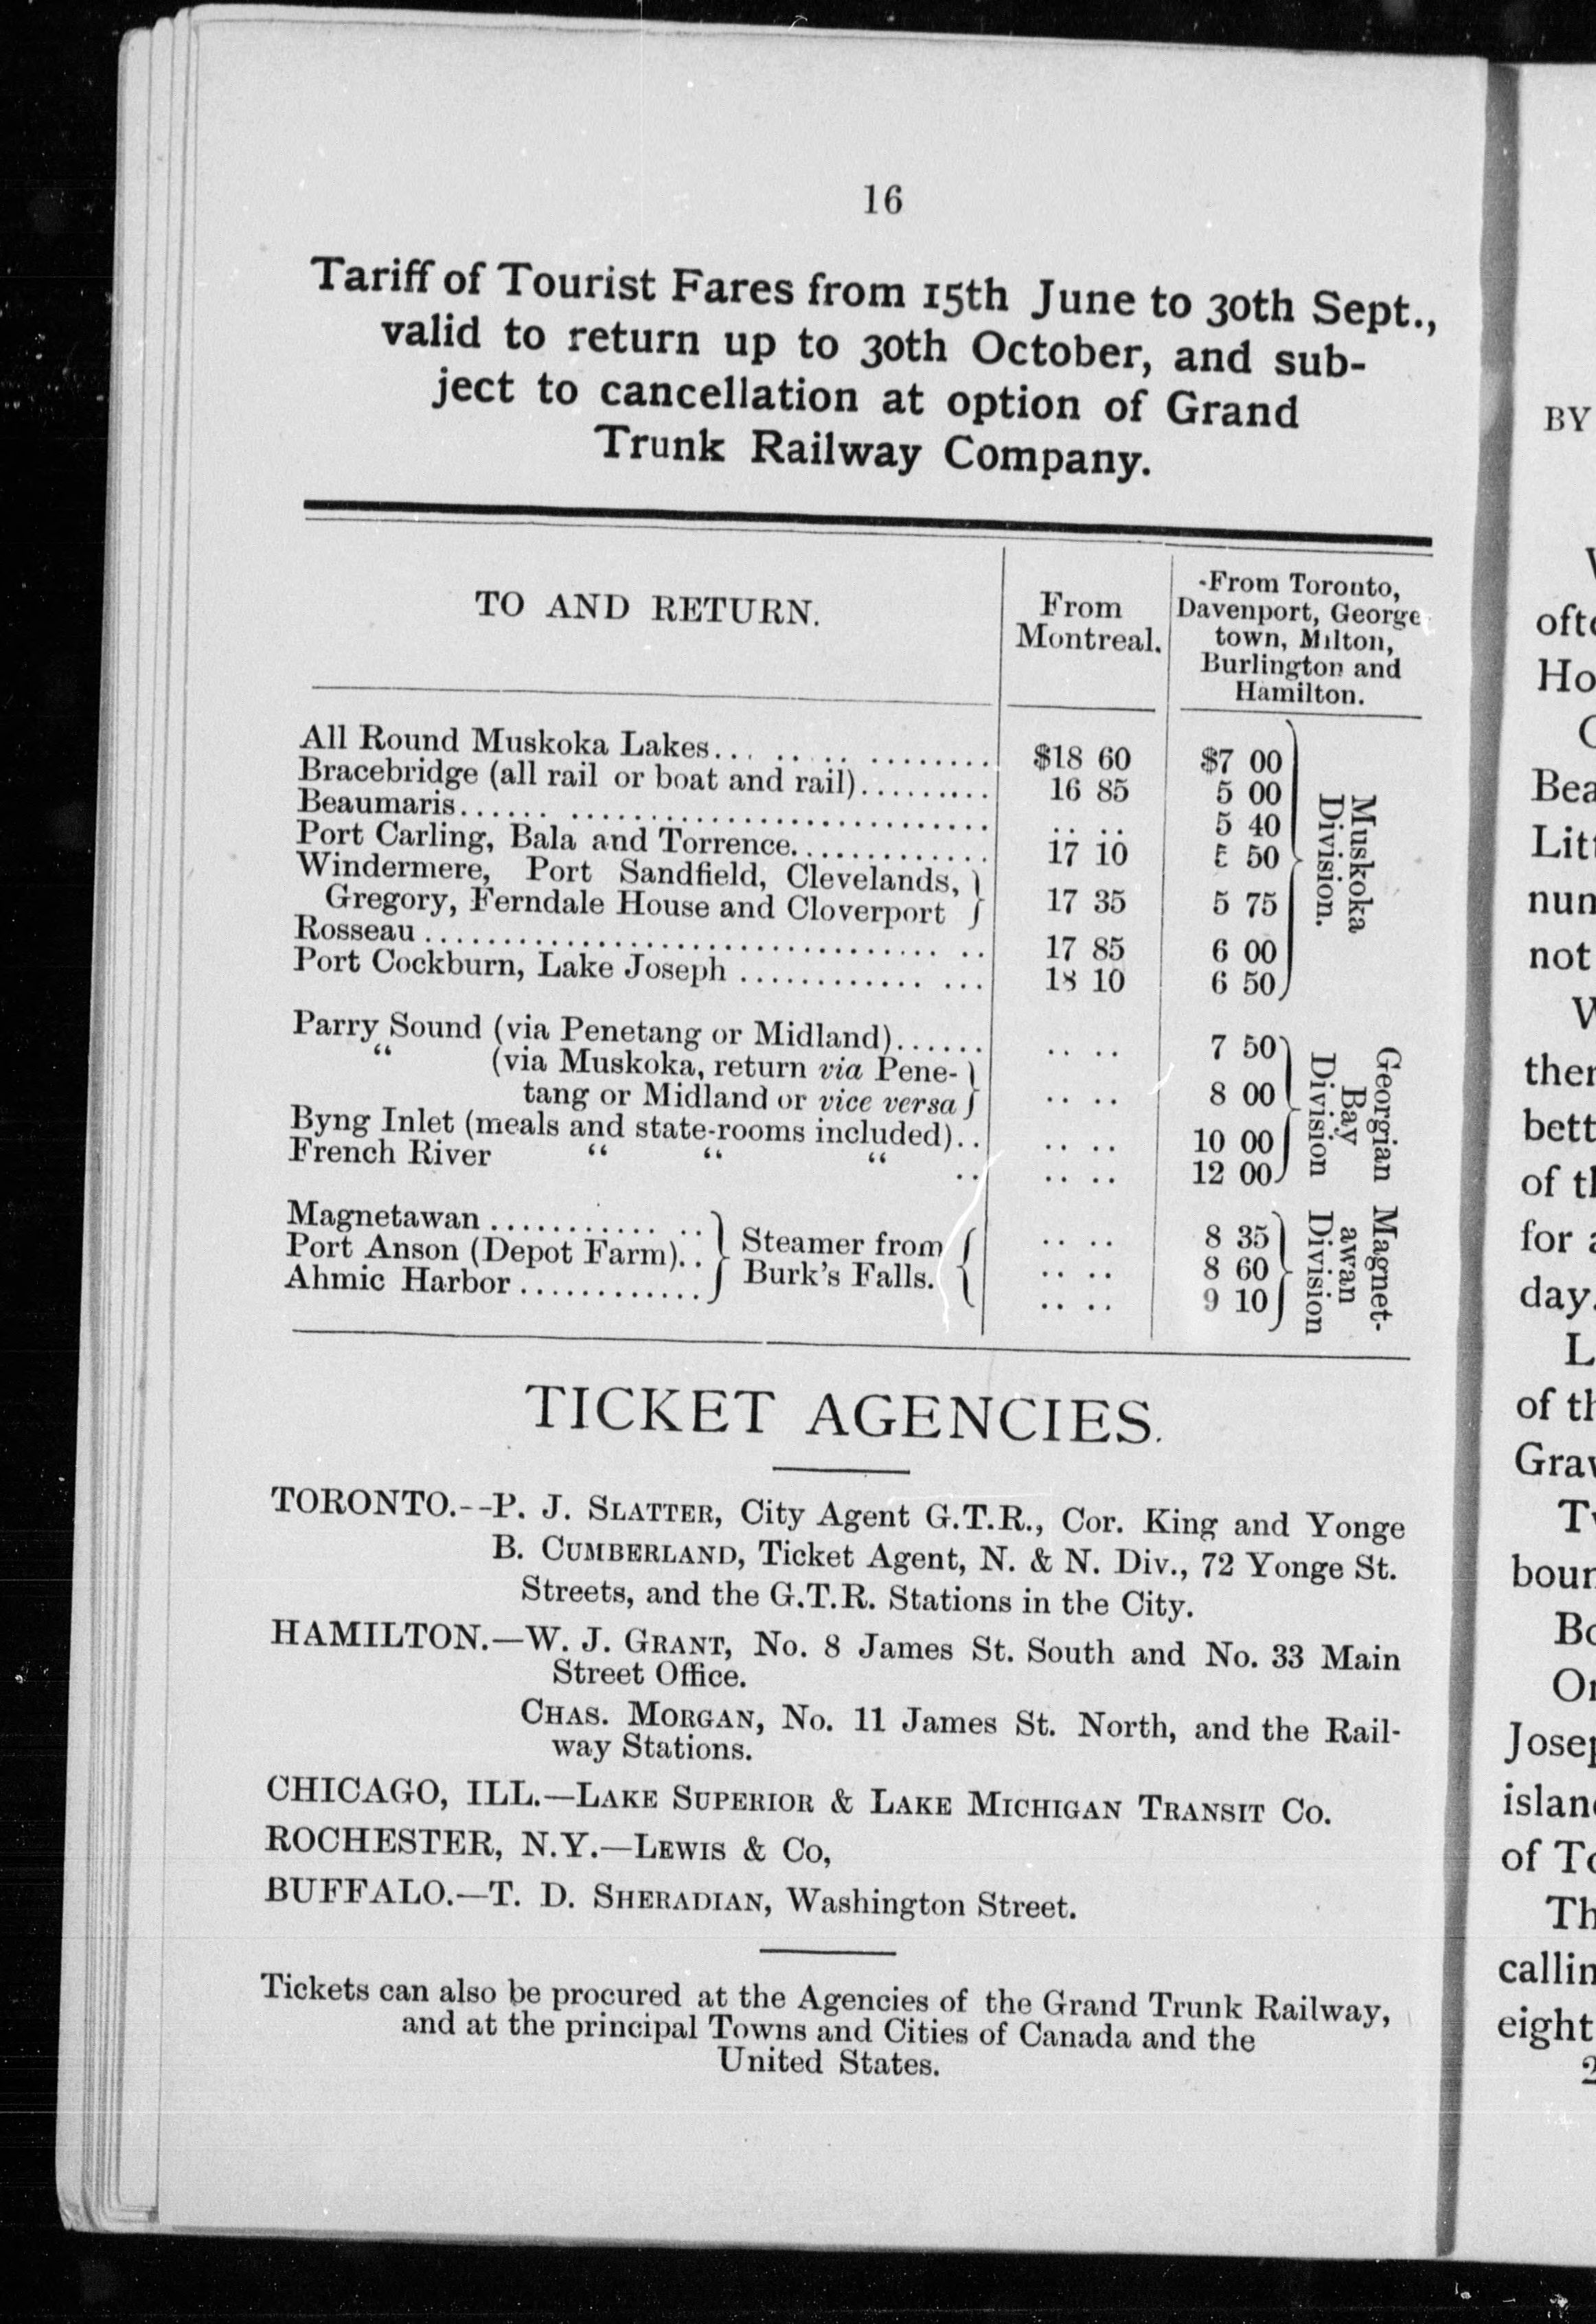 16
Tariff of Tourist Fares from 15th June to 30th Sept.,
valid to return up to 30th October, and sub-
ject to cancellation at option of Grand
Trunk Railway Company.
TO AND RETURN.
From
Montreal.
From Toronto,
Davenport, George
town, Milton,
Burlington and
Hamilton.
All Round Muskoka Lakes... .. .. .. ......... $18 60 $7 00
Bracebridge (all rail or boat and rail)......... 16 85 5 00
Beaumaris...... ........................... .. .. 5 40
Port Carling, Bala and Torrence............. 17 10 5 50
Windermere, Port Sandfield, Clevelands,
Gregory, Ferndale House and Cloverport 17 35 5 75
Rosseau ................................. .. 17 85 6 00
Port Cockburn, Lake Joseph ............ ... 18 10 6 50
Muskoka
Division.
Parry Sound (via Penetang or Midland)...... .. .. 7 50
“ (via Muskoka, return via Pene-
tang or Midland or vice versa .. .. 8 00
Byng Inlet (meals and state-rooms included).. .. .. 10 00
French River “ “ “ .. .. .. 12 00
Georgian
Bay
Division
Magnetawan ........... .. .. .. 8 35
Port Anson (Depot Farm).. .. .. 8 60
Ahmic Harbor ............ .. .. 9 10
Steamer from
Burk's Falls.
Magnet-
awan
Division
TICKET AGENCIES.
TORONTO.--P. J. SLATTER, City Agent G.T.R., Cor. King and Yonge
B. CUMBERLAND, Ticket Agent, N. & N. Div., 72 Yonge St.
Streets, and the G.T.R. Stations in the City.
HAMILTON.—W. J. GRANT, No. 8 James St. South and No. 33 Main
Street Office.
CHAS. MORGAN, No. 11 James St. North, and the Rail-
way Stations.
CHICAGO, ILL.—LAKE SUPERIOR & LAKE MICHIGAN TRANSIT CO.
ROCHESTER, N.Y.—LEWIS & CO,
BUFFALO.—T. D. SHERADIAN, Washington Street.
Tickets can also be procured at the Agencies of the Grand Trunk Railway,
and at the principal Towns and Cities of Canada and the
United States.
BY
Ho
not
of th
for a
day.
of th
of To